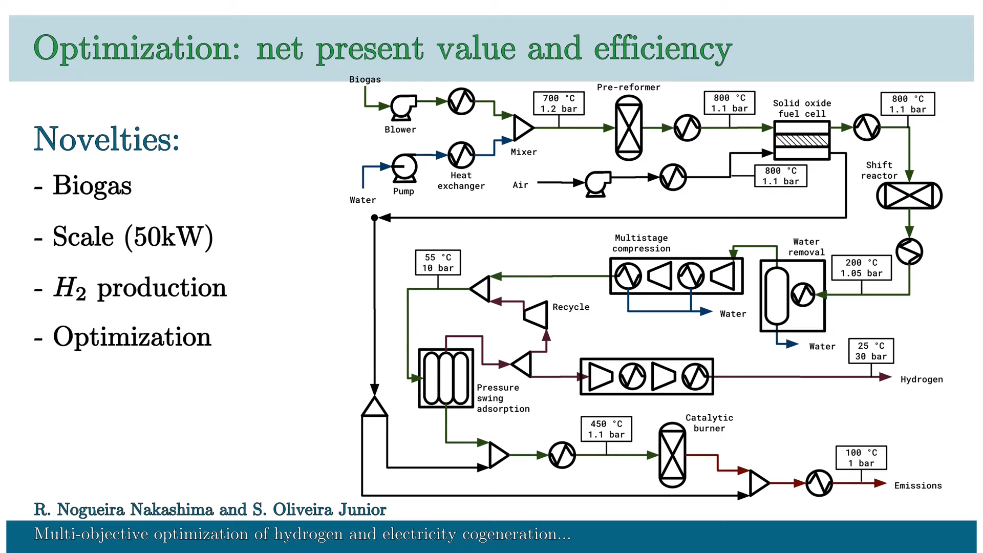 Optimization: net present value and efficiency
Novelties:
- Biogas
- Scale (50kW)
- H2 production
- Optimization
Biogas
Blower
Water
Pump
Heat
exchanger
Mixer
700 °C
1.2 bar
Pre-reformer
800 °C
1.1 bar
Solid oxide
fuel cell
800 °C
1.1 bar
Air
800 °C
1.1 bar
Shift
reactor
200 °C
1.05 bar
Water
removal
Water
Multistage
compression
Water
55 °C
10 bar
Recycle
Pressure
swing
adsorption
25 °C
30 bar
Hydrogen
450 °C
1.1 bar
Catalytic
burner
100 °C
1 bar
Emissions
R. Nogueira Nakashima and S. Oliveira Junior
Multi-objective optimization of hydrogen and electricity cogeneration...